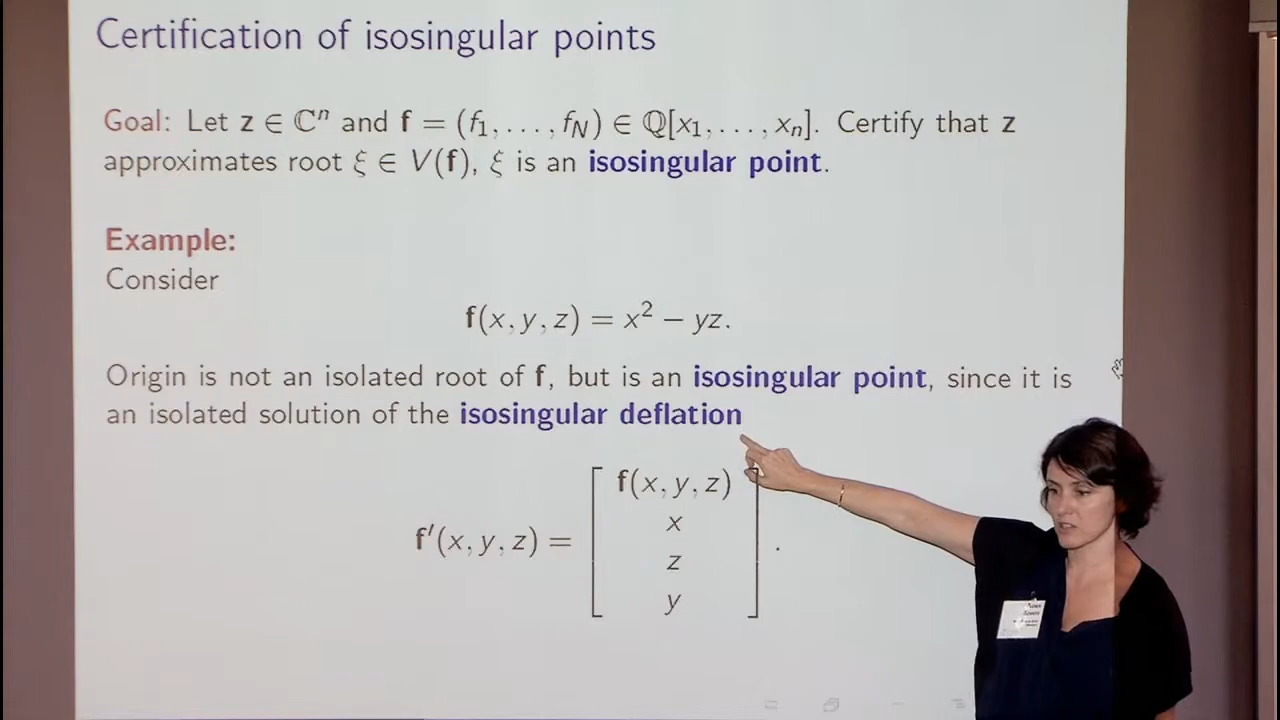 Certification of isosingular points
Goal: Let z ∈ ℂⁿ and f = (f₁, . . . , f_N) ∈ ℚ[x₁, . . . , xₙ]. Certify that z
approximates root ξ ∈ V(f), ξ is an isosingular point.
Example:
Consider
f(x, y, z) = x² − yz.
Origin is not an isolated root of f, but is an isosingular point, since it is
an isolated solution of the isosingular deflation
f′(x, y, z) = [ f(x, y, z)
x
z
y ] .